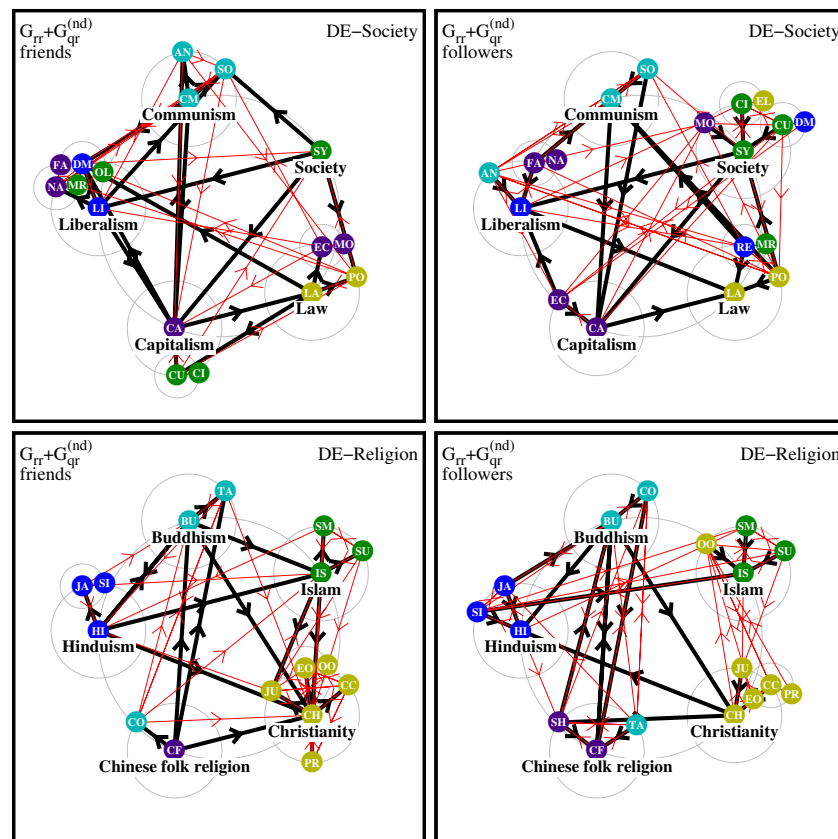 G_rr+G_qr^(nd) DE−Society
friends
AN
SO
CM
Communism
SY
Society
FA
DM
OL
NA
MR
LI
Liberalism
EC
MO
PO
LA
Law
CA
Capitalism
CU
CI
G_rr+G_qr^(nd) DE−Society
followers
SO
CM
Communism
MO
CI
EL
CU
DM
SY
Society
AN
FA
NA
LI
Liberalism
RE
MR
PO
LA
Law
EC
CA
Capitalism
G_rr+G_qr^(nd) DE−Religion
friends
TA
BU
Buddhism
SM
SU
IS
Islam
JA
SI
HI
Hinduism
EO
OO
JU
CC
CH
Christianity
CO
CF
Chinese folk religion
PR
G_rr+G_qr^(nd) DE−Religion
followers
CO
BU
Buddhism
OO
SM
SU
IS
Islam
JA
SI
HI
Hinduism
JU
CC
EO
PR
CH
Christianity
SH
TA
CF
Chinese folk religion